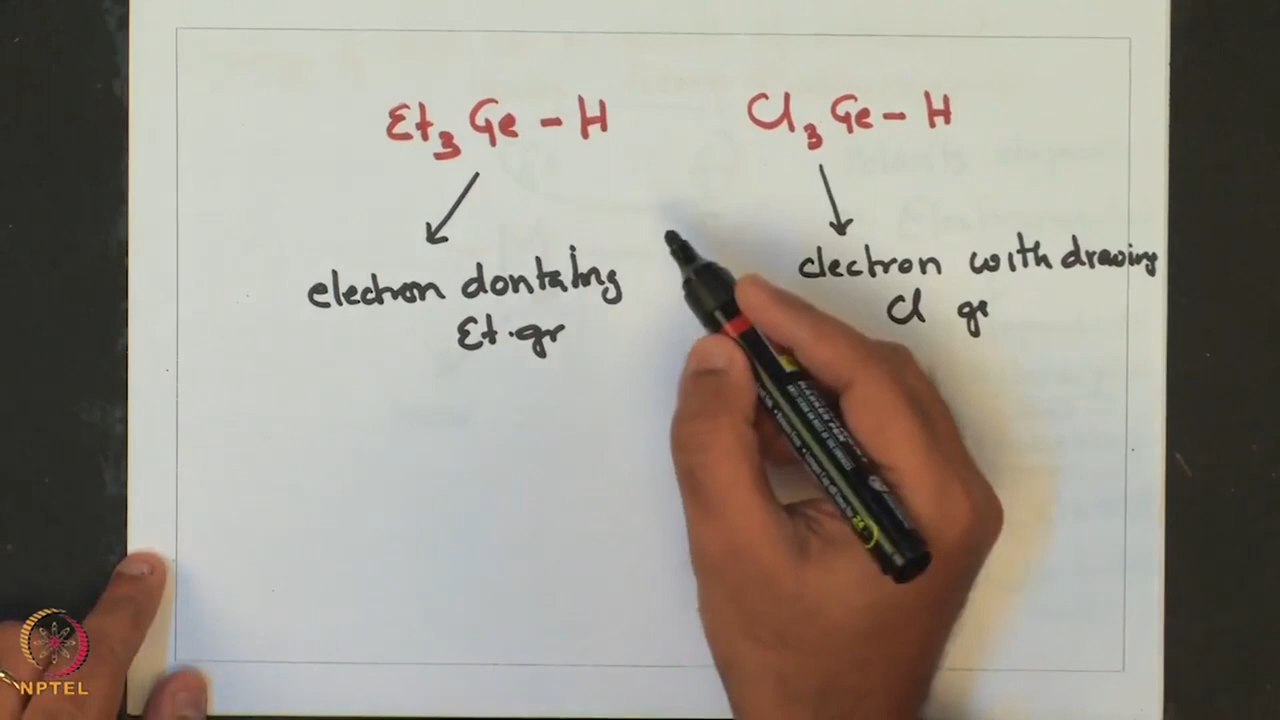 Et₃Ge-H Cl₃Ge-H
electron dontating
Et.gr
electron withdrawing
Cl gr
NPTEL